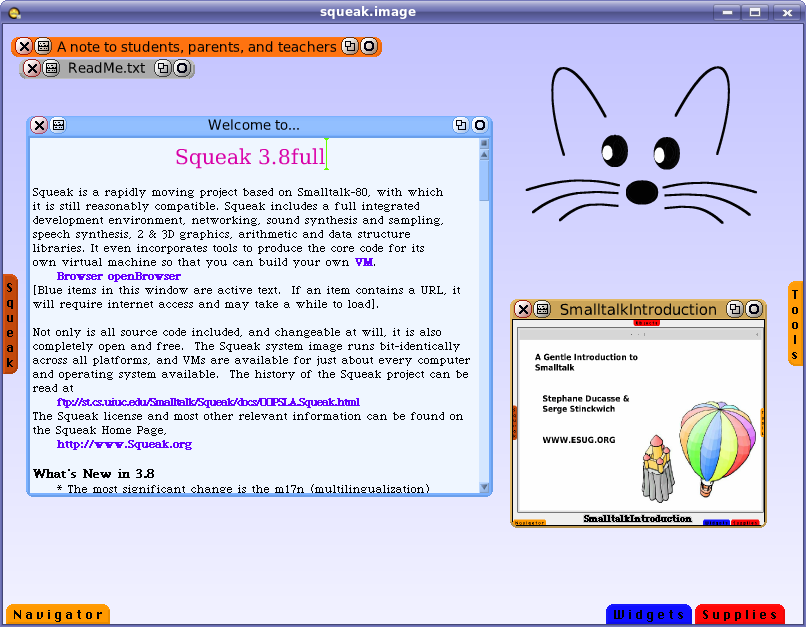 squeak.image
A note to students, parents, and teachers
ReadMe.txt
Welcome to...
Squeak 3.8full
Squeak is a rapidly moving project based on Smalltalk-80, with which
it is still reasonably compatible. Squeak includes a full integrated
development environment, networking, sound synthesis and sampling,
speech synthesis, 2 & 3D graphics, arithmetic and data structure
libraries. It even incorporates tools to produce the core code for its
own virtual machine so that you can build your own VM.
Browser openBrowser
[Blue items in this window are active text.  If an item contains a URL, it
will require internet access and may take a while to load].
Not only is all source code included, and changeable at will, it is also
completely open and free.  The Squeak system image runs bit-identically
across all platforms, and VMs are available for just about every computer
and operating system available.  The history of the Squeak project can be
read at
ftp://st.cs.uiuc.edu/Smalltalk/Squeak/docs/OOPSLA.Squeak.html
The Squeak license and most other relevant information can be found on
the Squeak Home Page,
http://www.Squeak.org
What's New in 3.8
* The most significant change is the m17n (multilingualization)
Squeak
Tools
SmalltalkIntroduction
A Gentle Introduction to
Smalltalk
Stephane Ducasse &
Serge Stinckwich
WWW.ESUG.ORG
Navigator
SmalltalkIntroduction
Widgets
Supplies
Navigator
Widgets
Supplies